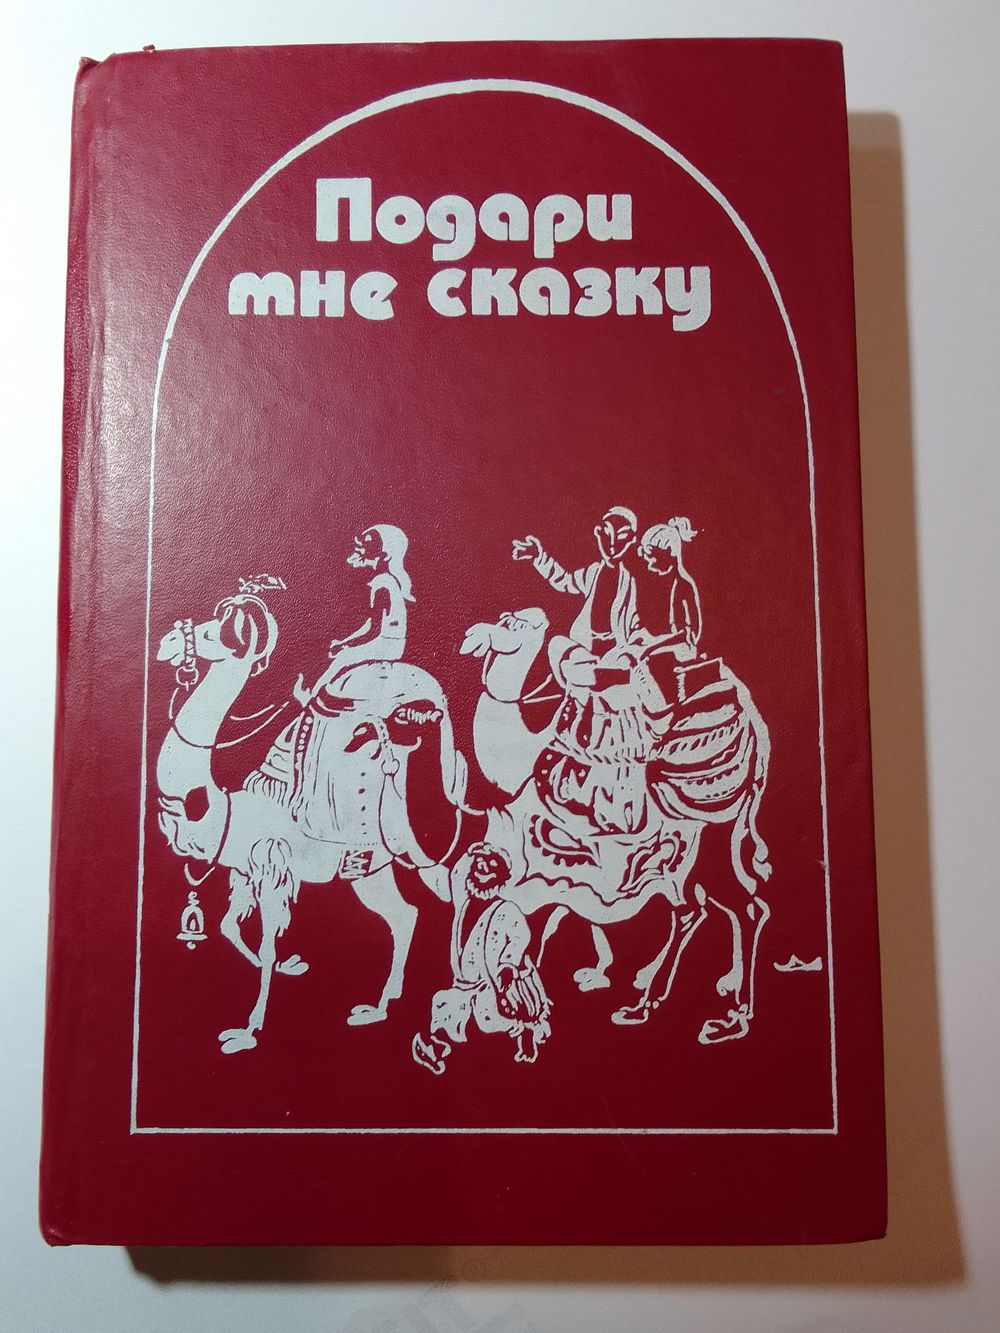 Подари
мне сказку